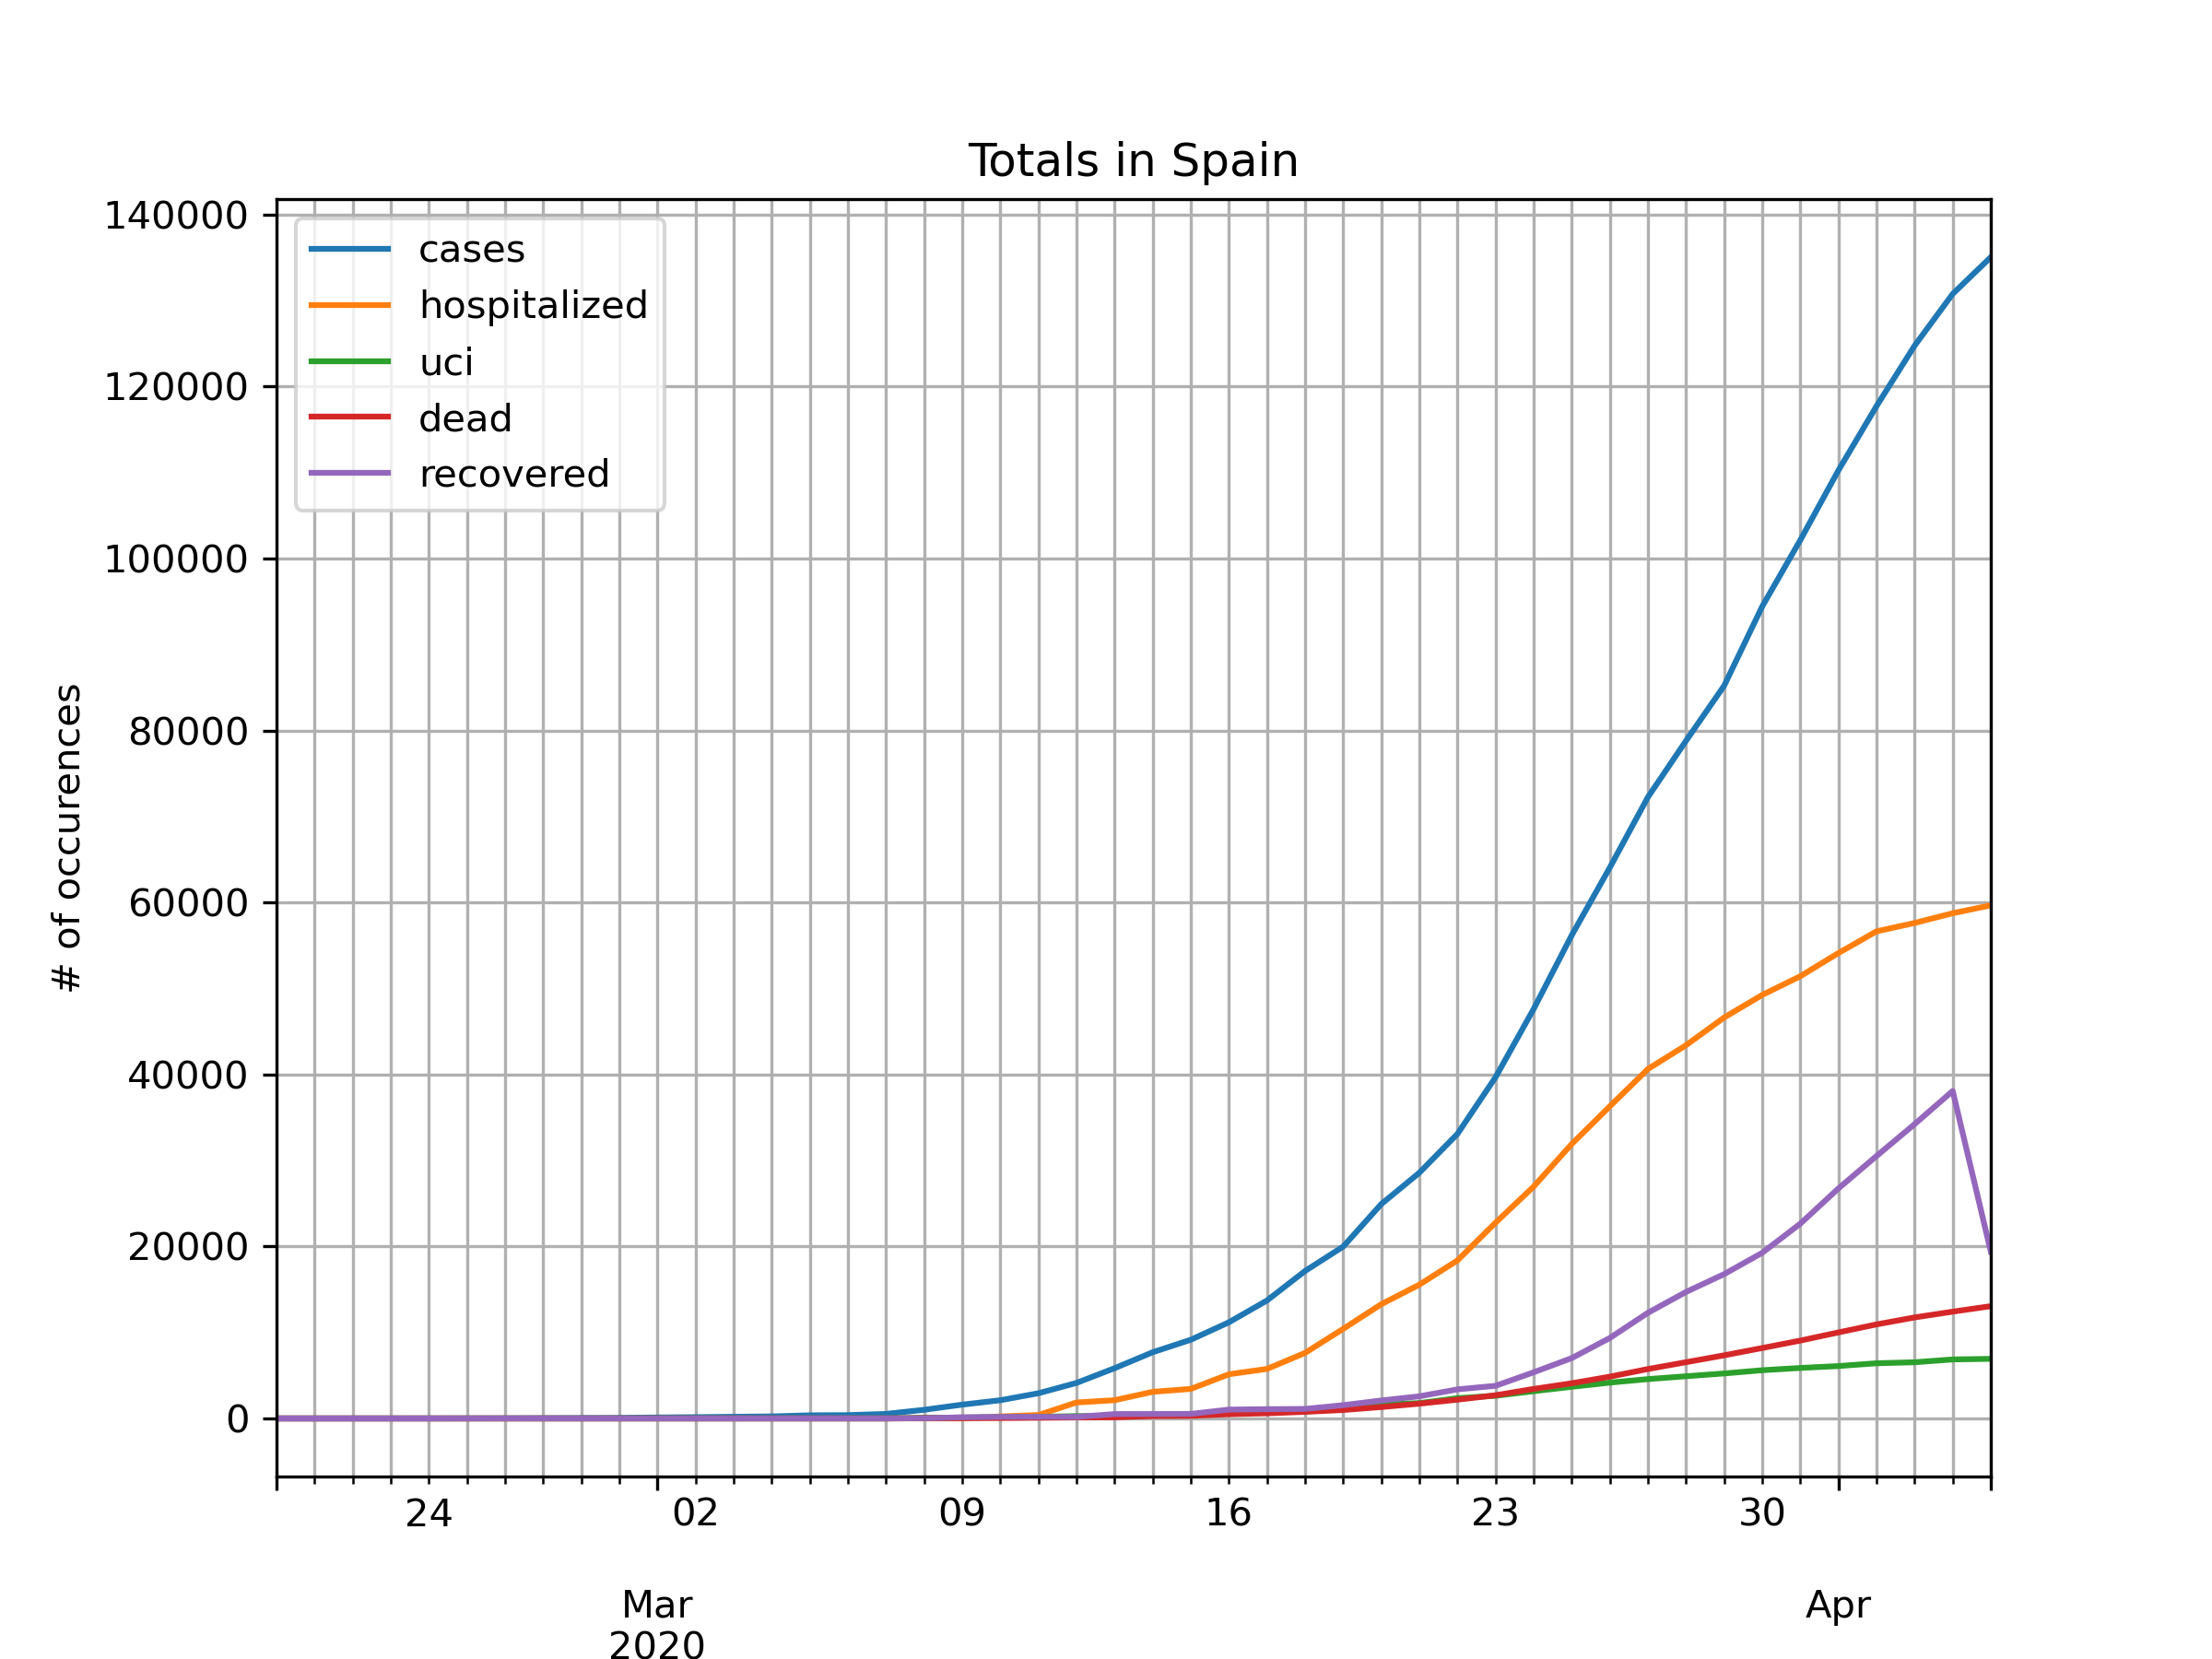 Totals in Spain
140000
120000
100000
80000
60000
40000
20000
0
# of occurences
cases
hospitalized
uci
dead
recovered
24 02 09 16 23 30
Mar Apr
2020